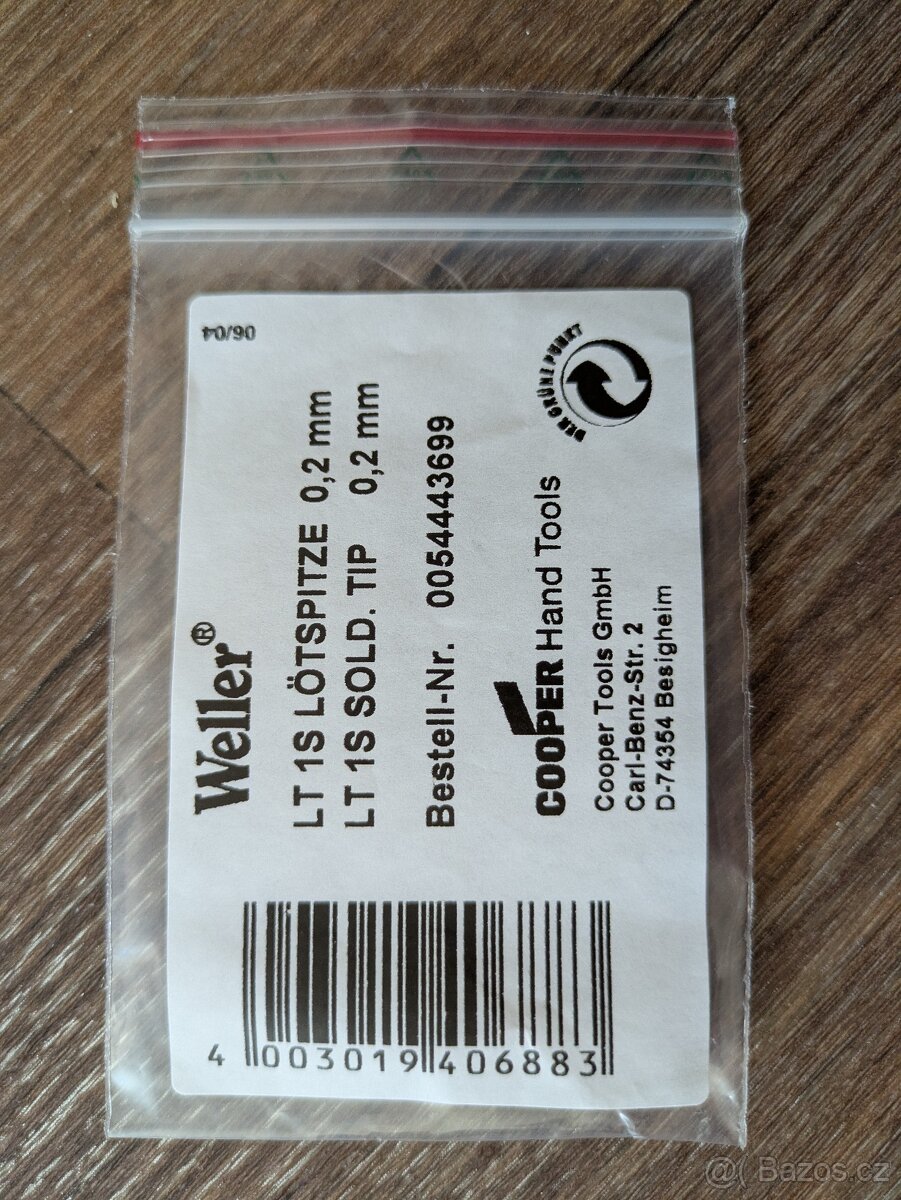 06/04
Weller®
LT 1S LÖTSPITZE 0,2 mm
LT 1S SOLD. TIP 0,2 mm
Bestell-Nr. 0054443699
DER GRÜNE PUNKT
COOPER Hand Tools
Cooper Tools GmbH
Carl-Benz-Str. 2
D-74354 Besigheim
4 003019 406883
@( Bazos.cz